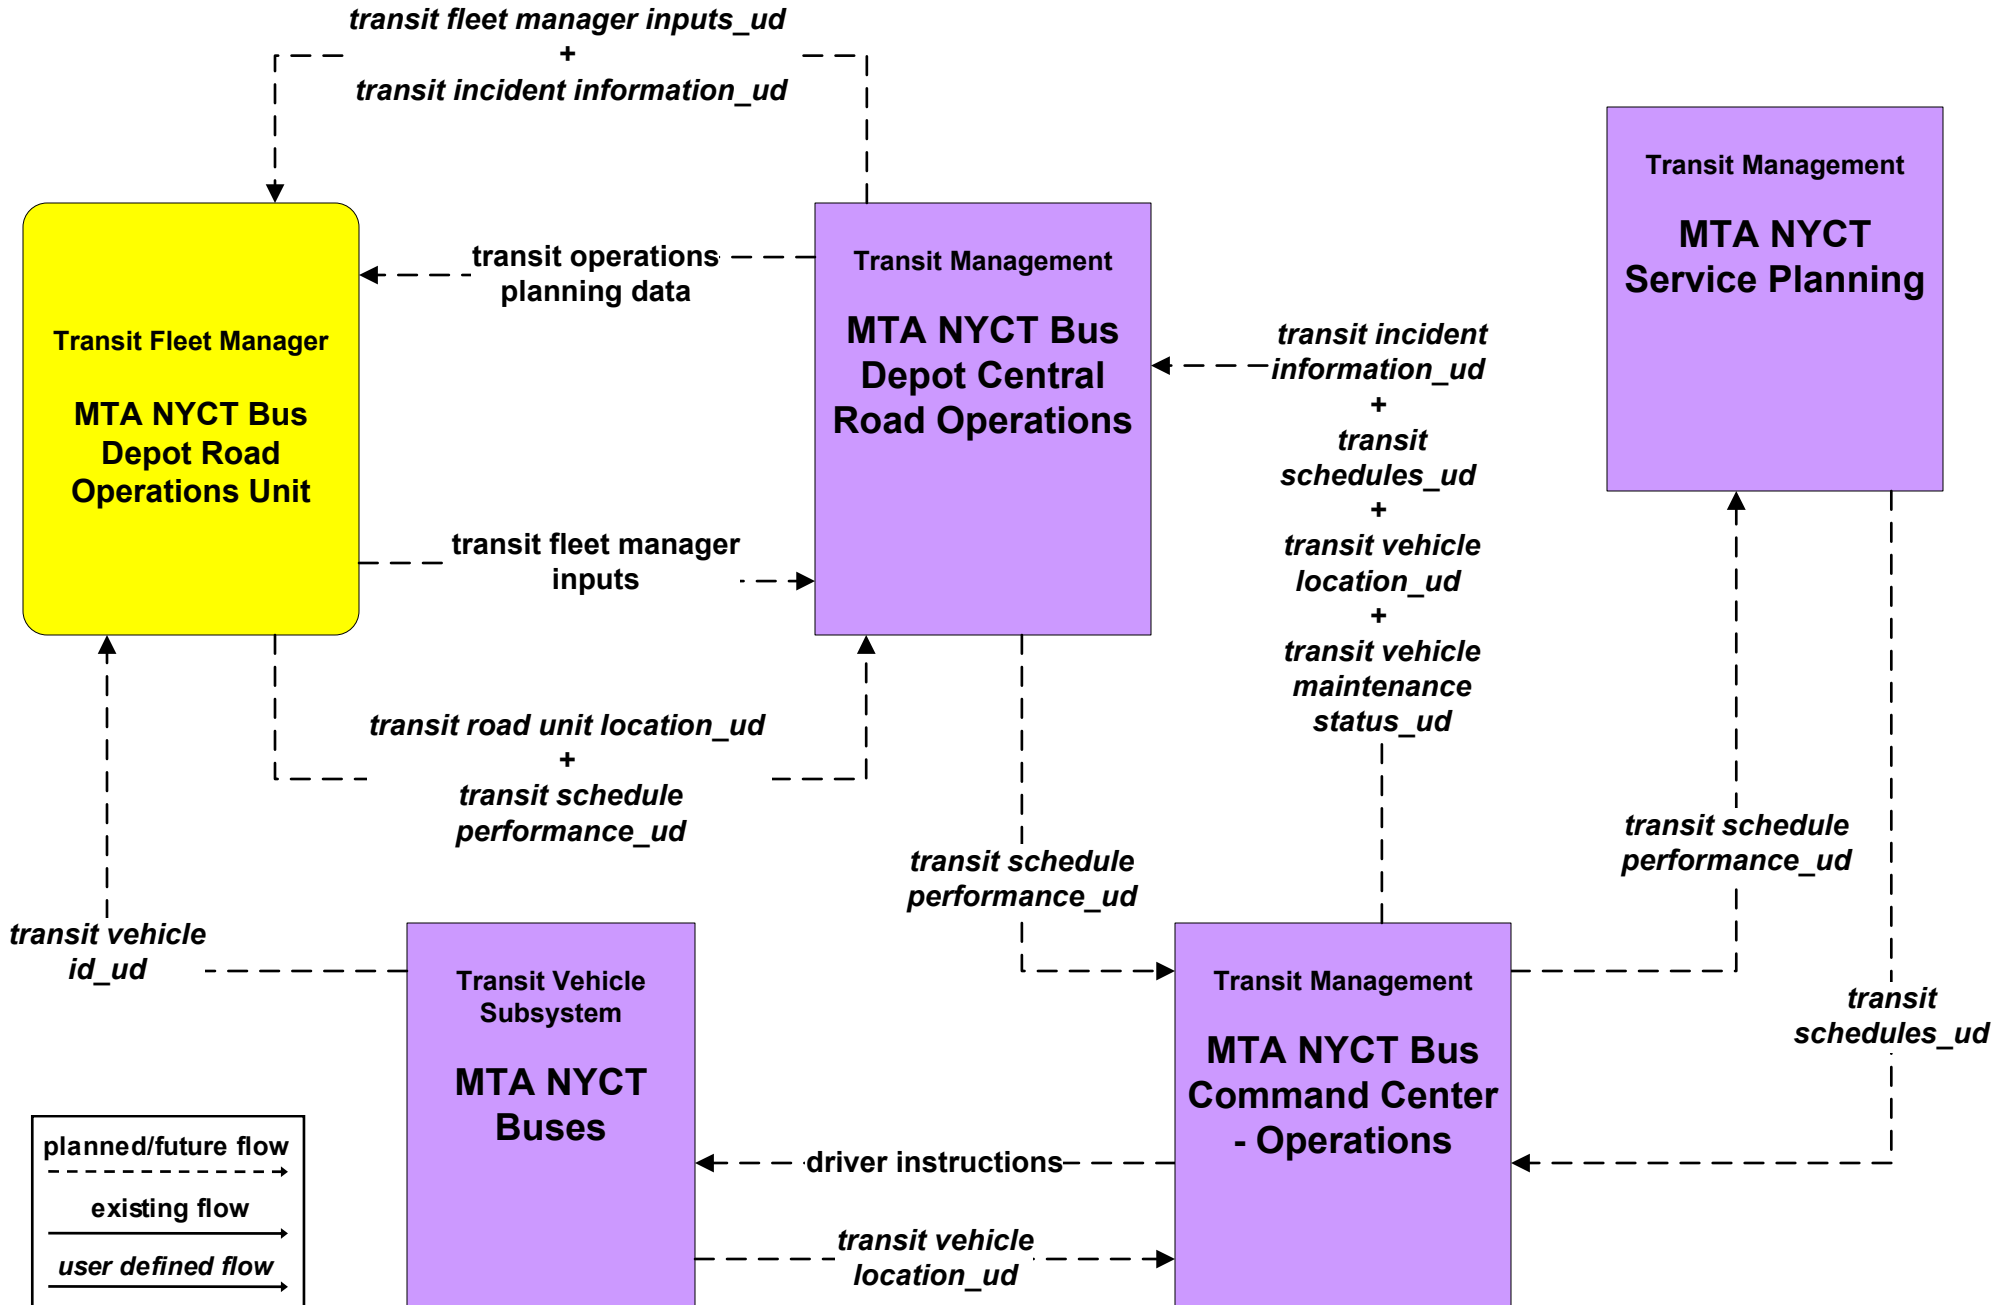 transit fleet manager inputs_ud
+
transit incident information_ud
Transit Management
MTA NYCT
Service Planning
transit operations
planning data
Transit Management
MTA NYCT Bus
Depot Central
Road Operations
Transit Fleet Manager
MTA NYCT Bus
Depot Road
Operations Unit
transit incident
information_ud
+
transit
schedules_ud
+
transit vehicle
location_ud
+
transit vehicle
maintenance
status_ud
transit fleet manager
inputs
transit road unit location_ud
+
transit schedule
performance_ud
transit schedule
performance_ud
transit schedule
performance_ud
transit vehicle
id_ud
Transit Vehicle
Subsystem
MTA NYCT
Buses
Transit Management
MTA NYCT Bus
Command Center
- Operations
transit
schedules_ud
driver instructions
transit vehicle
location_ud
planned/future flow
existing flow
user defined flow